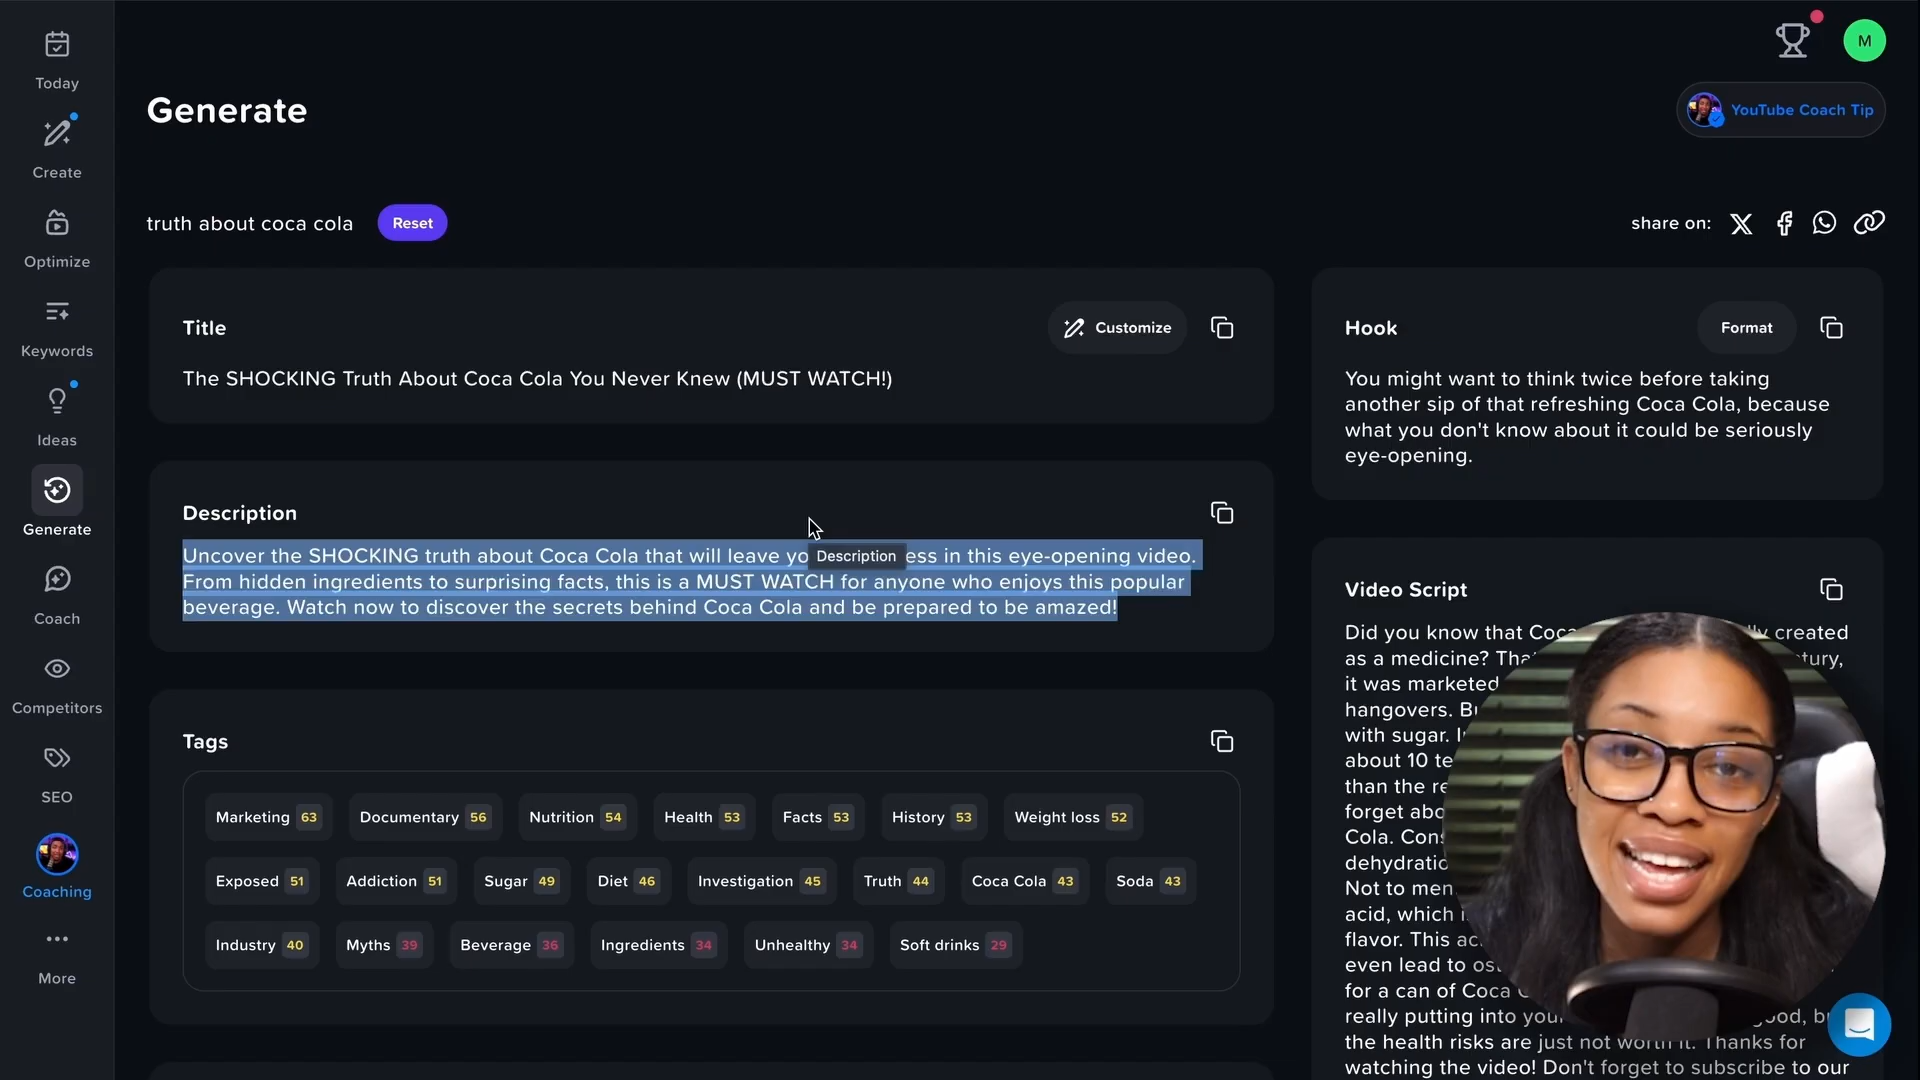 Today
Create
Optimize
Keywords
Ideas
Generate
Coach
Competitors
SEO
Coaching
More
M
Generate
YouTube Coach Tip
truth about coca cola
Reset
share on:
Title
Customize
The SHOCKING Truth About Coca Cola You Never Knew (MUST WATCH!)
Description
Uncover the SHOCKING truth about Coca Cola that will leave ess in this eye-opening video.
Description
From hidden ingredients to surprising facts, this is a MUST WATCH for anyone who enjoys this popular
beverage. Watch now to discover the secrets behind Coca Cola and be prepared to be amazed!
Tags
Marketing 63 Documentary 56 Nutrition 54 Health 53 Facts 53 History 53 Weight loss 52
Exposed 51 Addiction 51 Sugar 49 Diet 46 Investigation 45 Truth 44 Coca Cola 43 Soda 43
Industry 40 Myths 39 Beverage 36 Ingredients 34 Unhealthy 34 Soft drinks 29
Hook
Format
You might want to think twice before taking
another sip of that refreshing Coca Cola, because
what you don't know about it could be seriously
eye-opening.
Video Script
Did you know that created
as a medicine?
it was marketed
hangovers.
with sugar.
about 10
than the
forget
Cola.
Not to
acid, which
flavor. This
even lead to
for a can of Coca
really putting into
the health risks are just not worth it. Thanks for
watching the video! Don't forget to subscribe to our